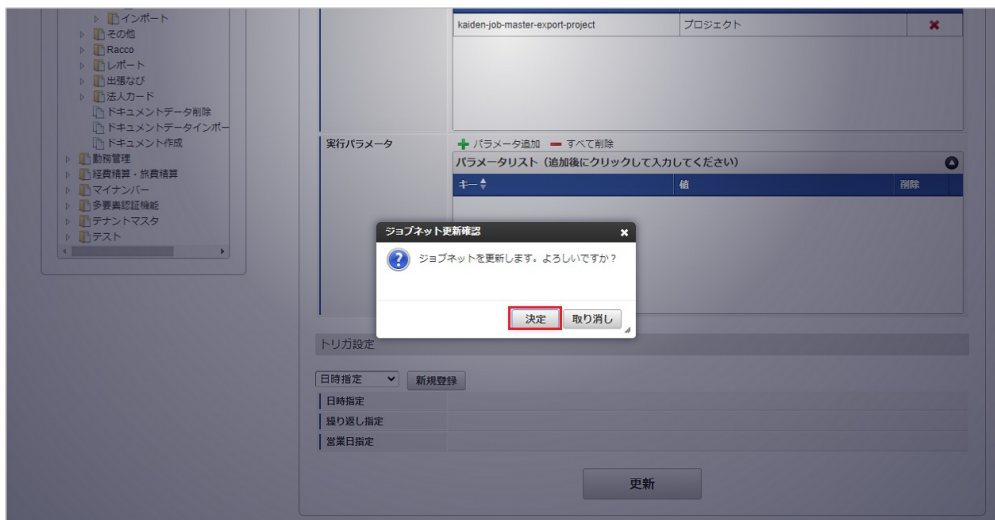 インポート
その他
Racco
レポート
出張なび
法人カード
ドキュメントデータ削除
ドキュメントデータインポー
ドキュメント作成
勤務管理
経費精算・旅費精算
マイナンバー
多要素認証機能
テナントマスタ
テスト
kaiden-job-master-export-project プロジェクト
実行パラメータ
パラメータ追加 すべて削除
パラメータリスト（追加後にクリックして入力してください）
キー 値 削除
ジョブネット更新確認
ジョブネットを更新します。よろしいですか？
決定 取り消し
トリガ設定
日時指定 新規登録
日時指定
繰り返し指定
営業日指定
更新